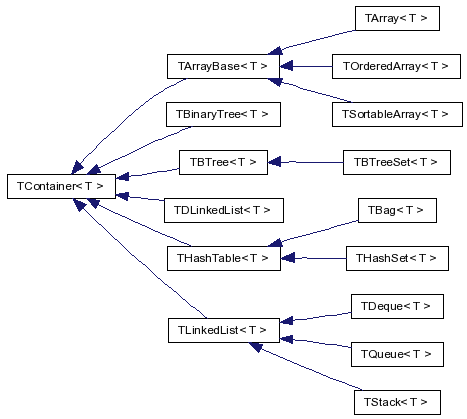 TArray< T >
TArrayBase< T >
TOrderedArray< T >
TSortableArray< T >
TBinaryTree< T >
TBTree< T >
TBTreeSet< T >
TContainer< T >
TDLinkedList< T >
TBag< T >
THashTable< T >
THashSet< T >
TDeque< T >
TLinkedList< T >
TQueue< T >
TStack< T >